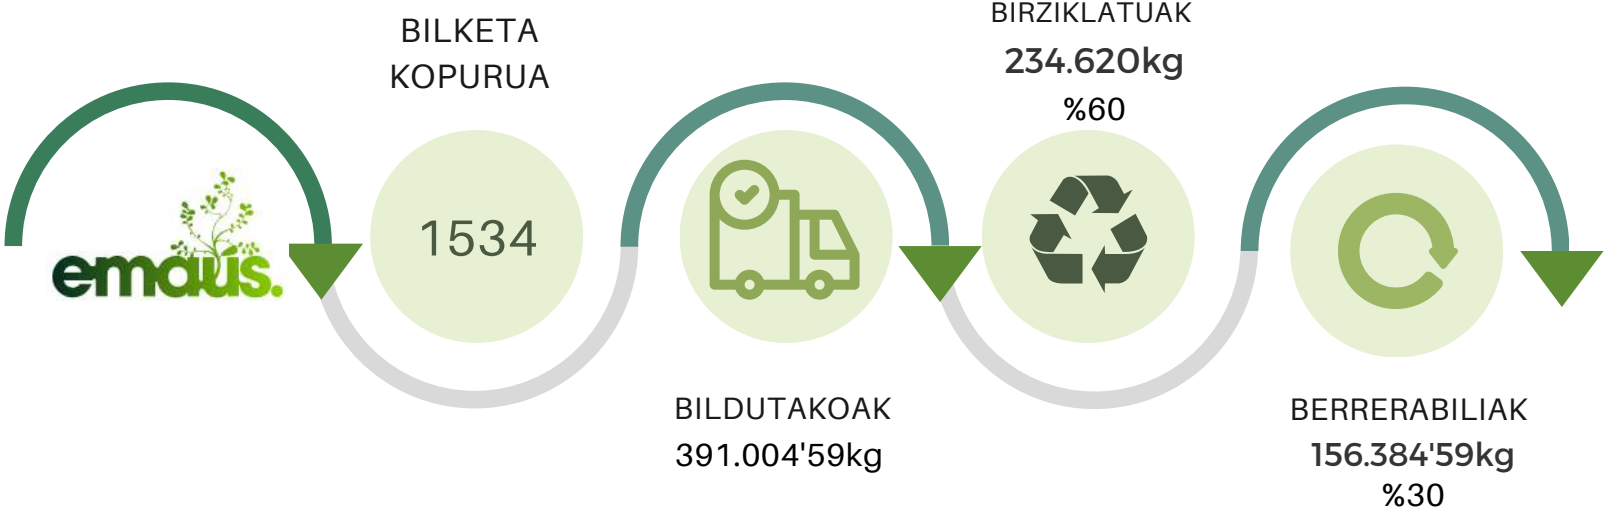 emaus.
BILKETA
KOPURUA
1534
BILDUTAKOAK
391.004'59kg
BIRZIKLATUAK
234.620kg
%60
BERRERABILIAK
156.384'59kg
%30